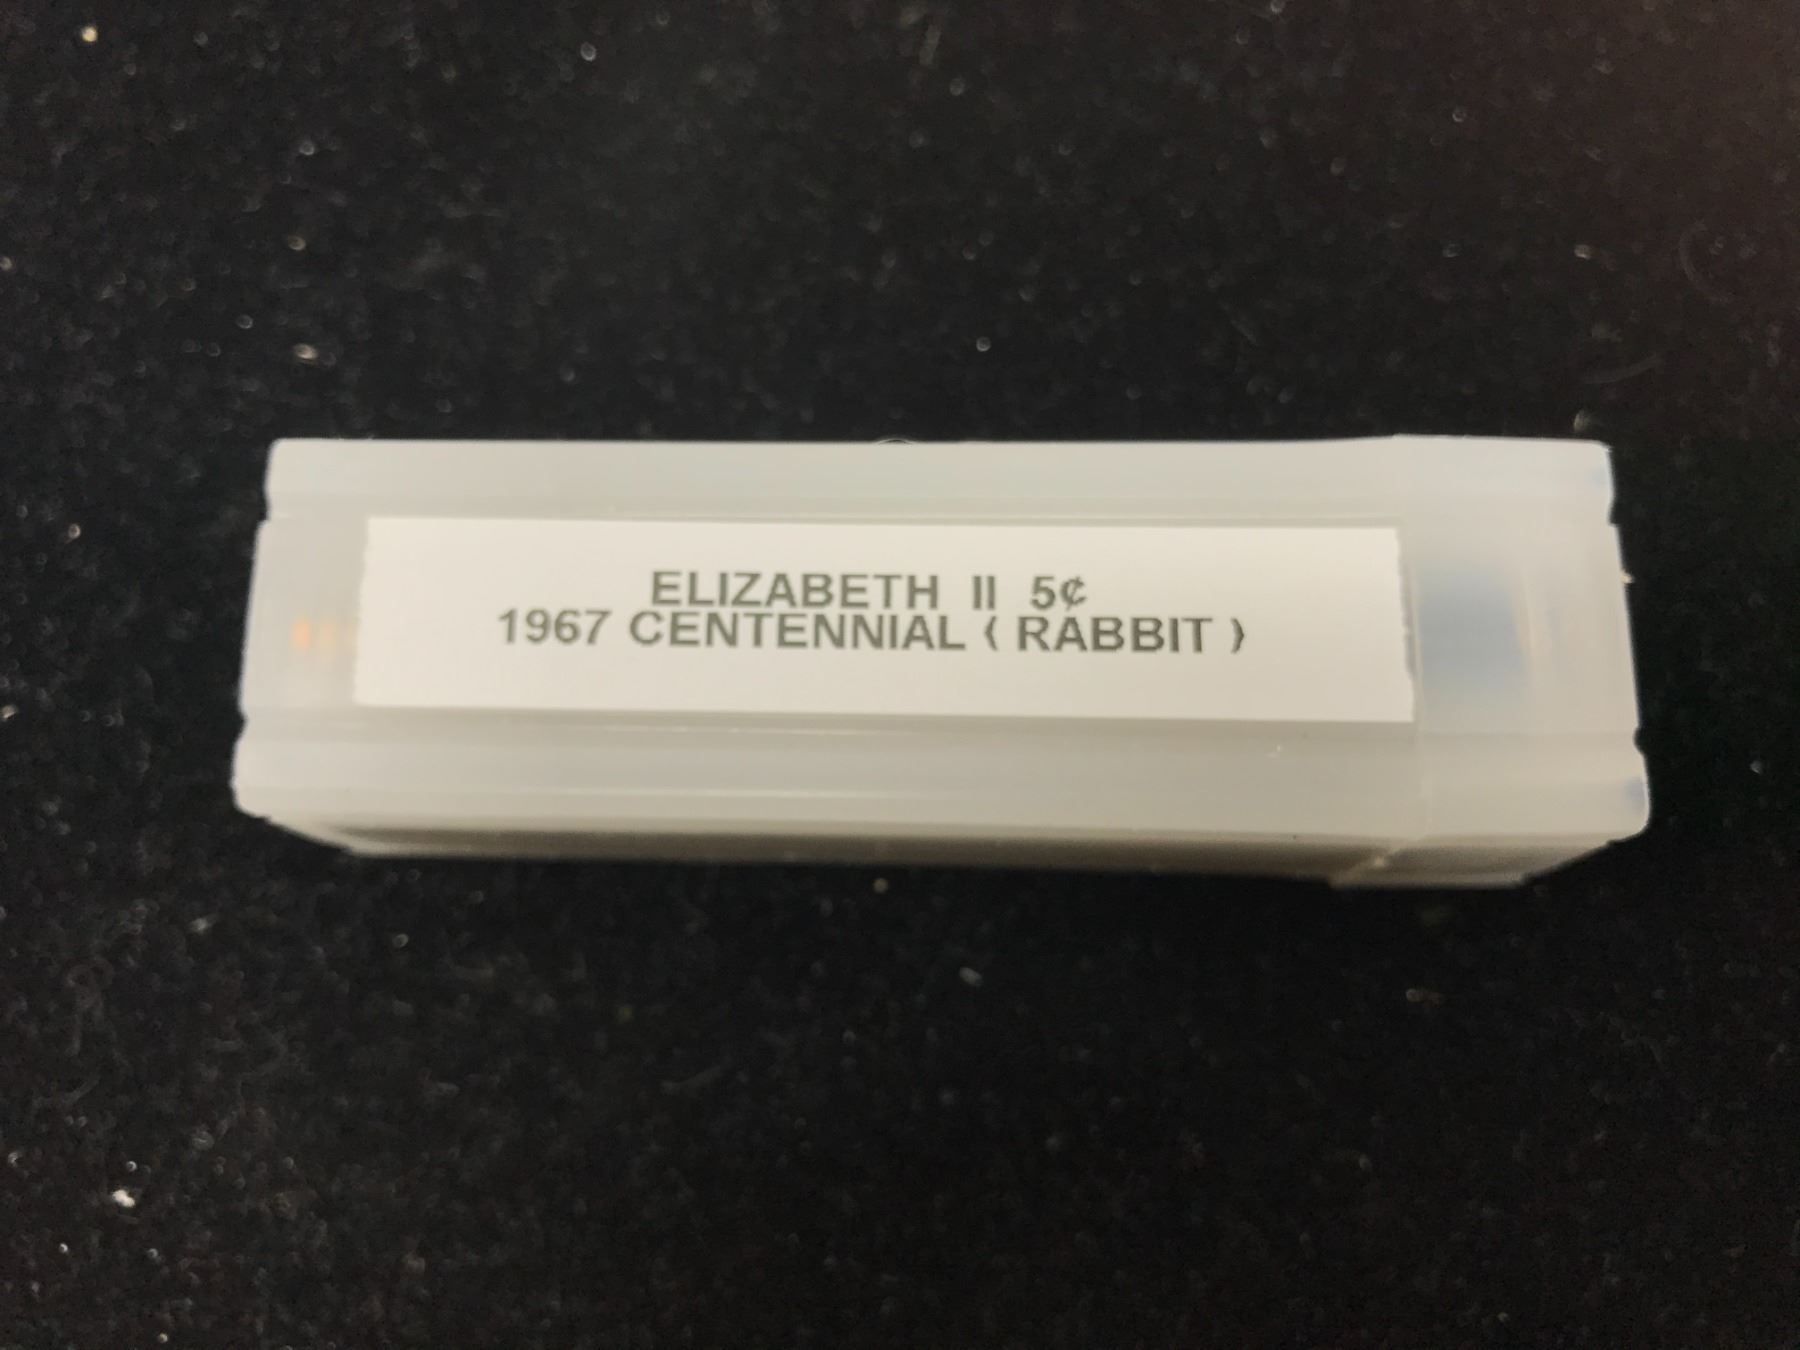 ELIZABETH II 5¢
1967 CENTENNIAL ( RABBIT )